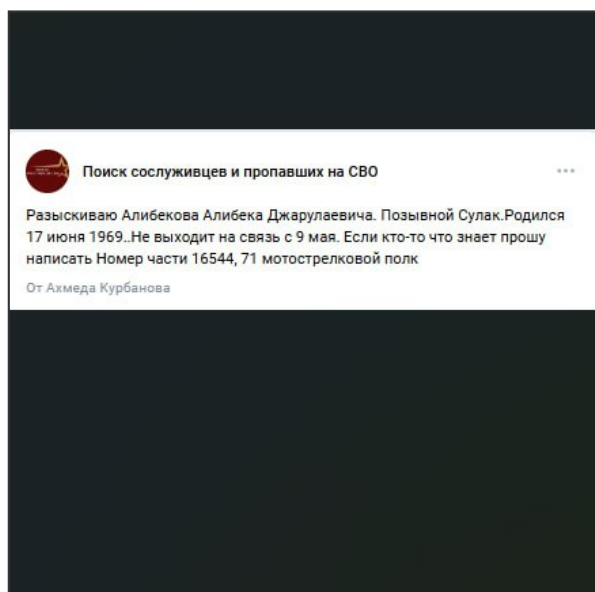 Поиск сослуживцев и пропавших на СВО
Разыскиваю Алибекова Алибека Джарулаевича. Позывной Сулак.Родился
17 июня 1969..Не выходит на связь с 9 мая. Если кто-то что знает прошу
написать Номер части 16544, 71 мотострелковой полк
От Ахмеда Курбанова